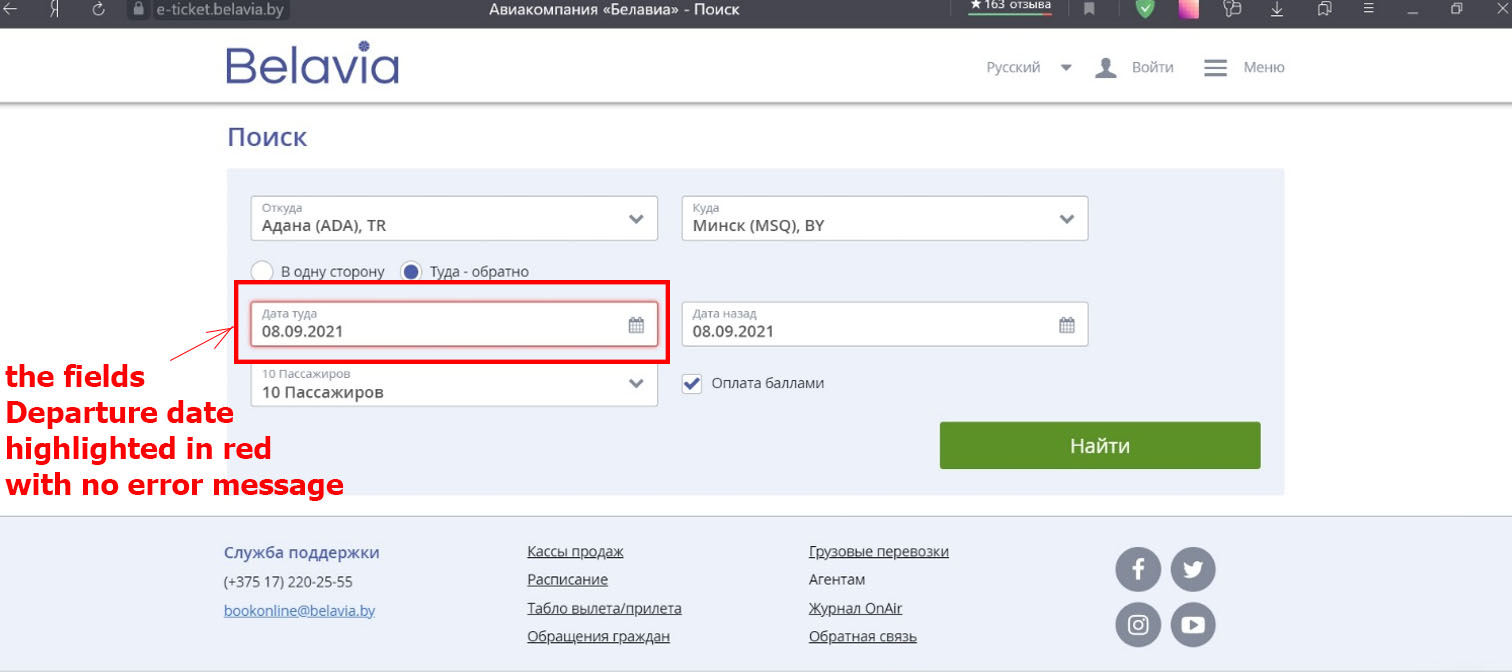 Я e-ticket.belavia.by Авиакомпания «Белавиа» - Поиск ★ 163 отзыва
Belavia
Русский Войти Меню
Поиск
Откуда
Адана (ADA), TR
Куда
Минск (MSQ), BY
В одну сторону Туда - обратно
Дата туда
08.09.2021
Дата назад
08.09.2021
10 Пассажиров
10 Пассажиров
Оплата баллами
Найти
the fields
Departure date
highlighted in red
with no error message
Служба поддержки
(+375 17) 220-25-55
bookonline@belavia.by
Кассы продаж
Расписание
Табло вылета/прилета
Обращения граждан
Грузовые перевозки
Агентам
Журнал OnAir
Обратная связь